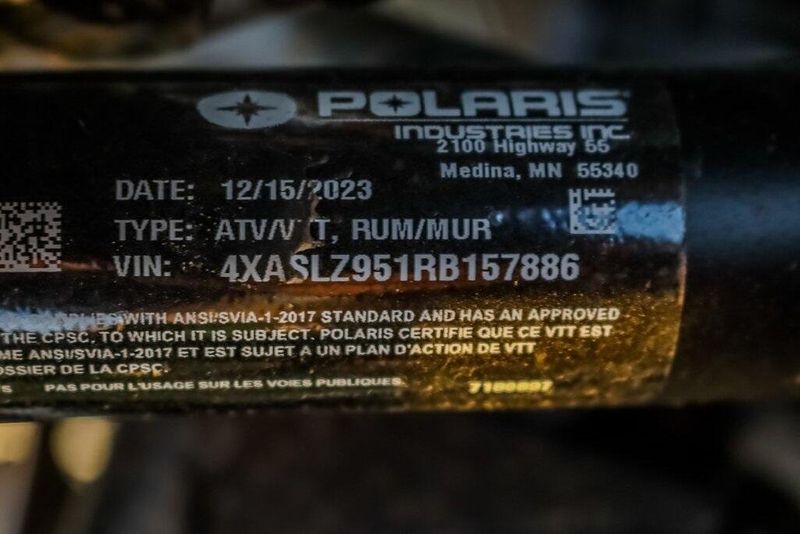 POLARIS
INDUSTRIES INC.
2100 Highway 55
Medina, MN 55340
DATE: 12/15/2023
TYPE: ATV/VTT, RUM/MUR
VIN: 4XASLZ951RB157886
WITH ANSI/SVIA-1-2017 STANDARD AND HAS AN APPROVED
THE CPSC, TO WHICH IT IS SUBJECT. POLARIS CERTIFIE QUE CE VTT EST
ME ANSI/SVIA-1-2017 ET EST SUJET A UN PLAN D'ACTION DE VTT
OSSIER DE LA CPSC.
S PAS POUR L'USAGE SUR LES VOIES PUBLIQUES.